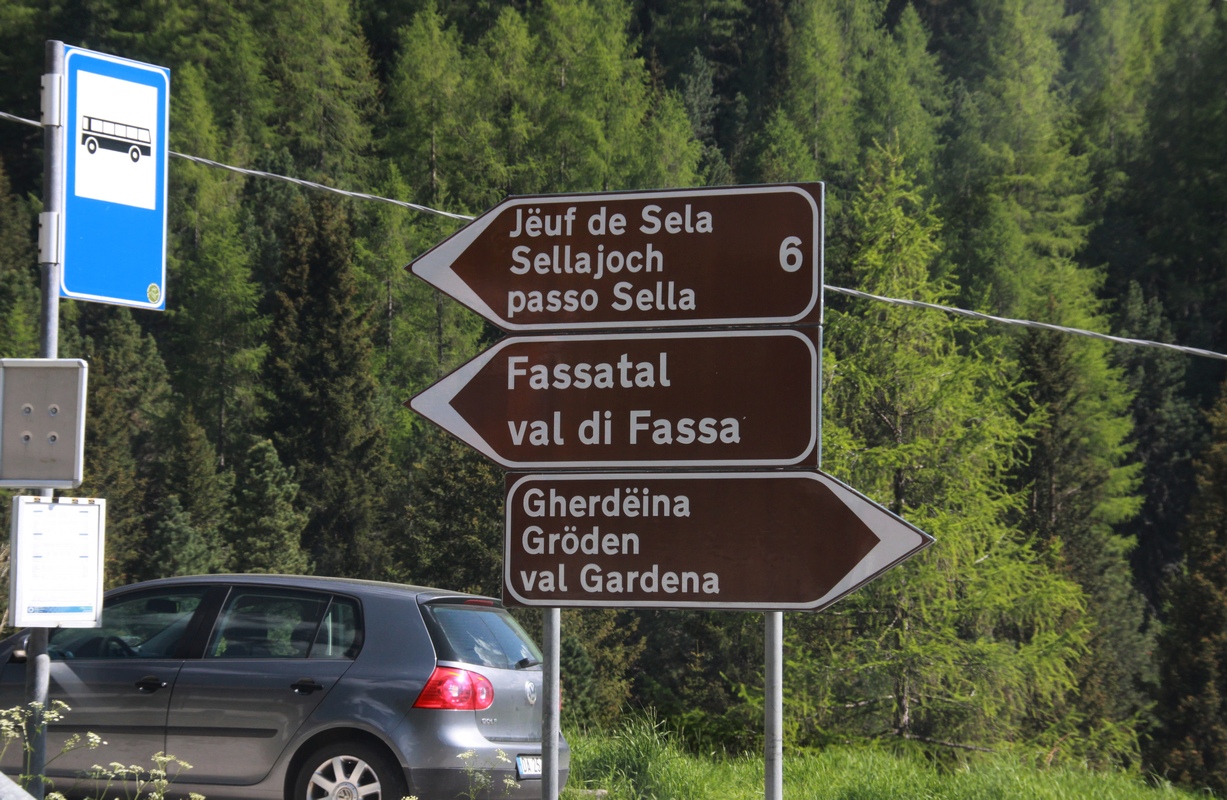 Jëuf de Sela
Sellajoch
passo Sella
6
Fassatal
val di Fassa
Gherdëina
Gröden
val Gardena